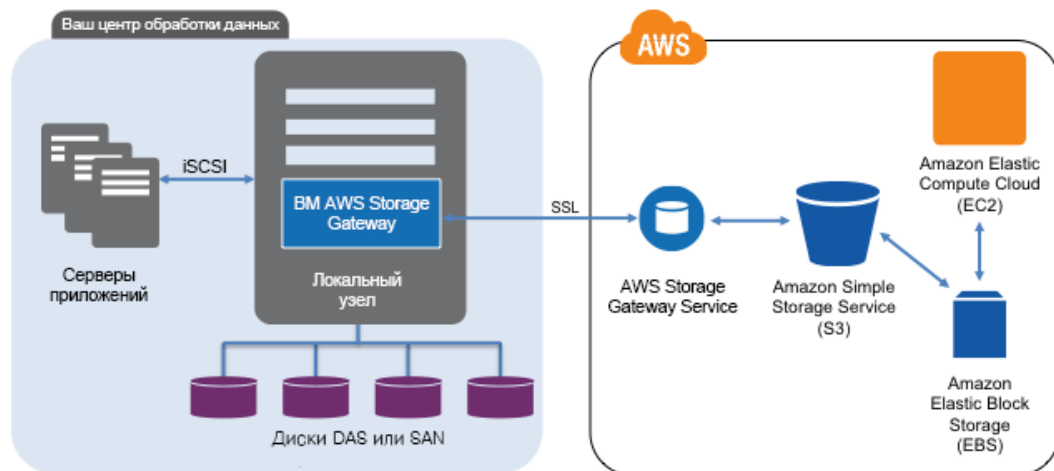 Ваш центр обработки данных
AWS
iSCSI
ВМ AWS Storage
Gateway
SSL
Серверы
приложений
Локальный
узел
Диски DAS или SAN
AWS Storage
Gateway Service
Amazon Simple
Storage Service
(S3)
Amazon Elastic
Compute Cloud
(EC2)
Amazon
Elastic Block
Storage
(EBS)